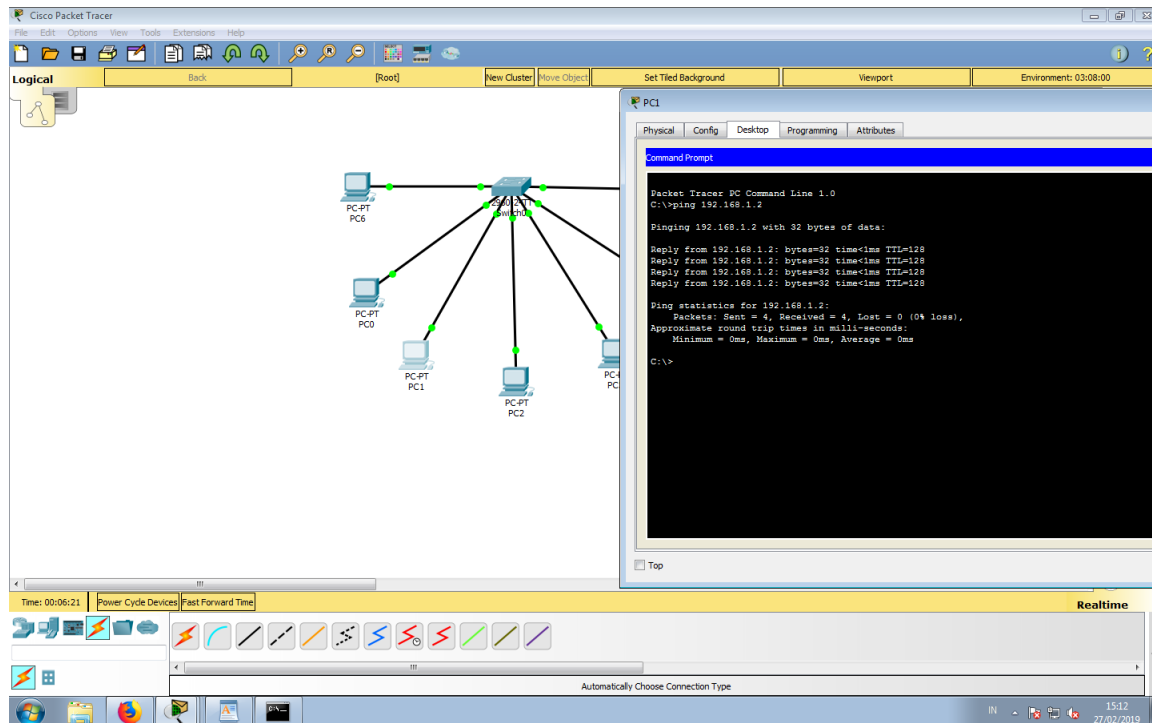 Cisco Packet Tracer
File Edit Options View Tools Extensions Help
Logical Back [Root] New Cluster Move Object Set Tiled Background Viewport Environment: 03:08:00
PC1
Physical Config Desktop Programming Attributes
Command Prompt
Packet Tracer PC Command Line 1.0
C:\>ping 192.168.1.2
Pinging 192.168.1.2 with 32 bytes of data:
Reply from 192.168.1.2: bytes=32 time<1ms TTL=128
Reply from 192.168.1.2: bytes=32 time<1ms TTL=128
Reply from 192.168.1.2: bytes=32 time<1ms TTL=128
Reply from 192.168.1.2: bytes=32 time<1ms TTL=128
Ping statistics for 192.168.1.2:
Packets: Sent = 4, Received = 4, Lost = 0 (0% loss),
Approximate round trip times in milli-seconds:
Minimum = 0ms, Maximum = 0ms, Average = 0ms
C:\>
Top
2960-24TT
Switch0
PC-PT
PC6
PC-PT
PC0
PC-PT
PC1
PC-PT
PC2
PC-P
PC
Time: 00:06:21 Power Cycle Devices Fast Forward Time Realtime
Automatically Choose Connection Type
IN
15:12
27/02/2019